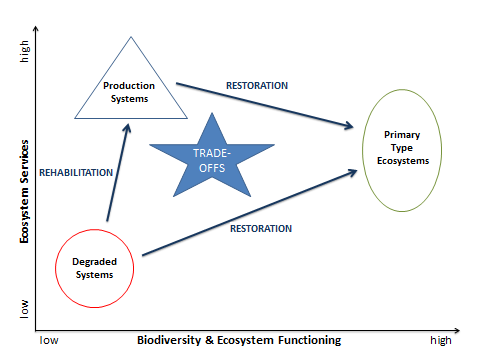 high
Production
Systems
RESTORATION
Primary
Type
Ecosystems
TRADE-
OFFS
REHABILITATION
Ecosystem Services
RESTORATION
Degraded
Systems
low
low
Biodiversity & Ecosystem Functioning
high